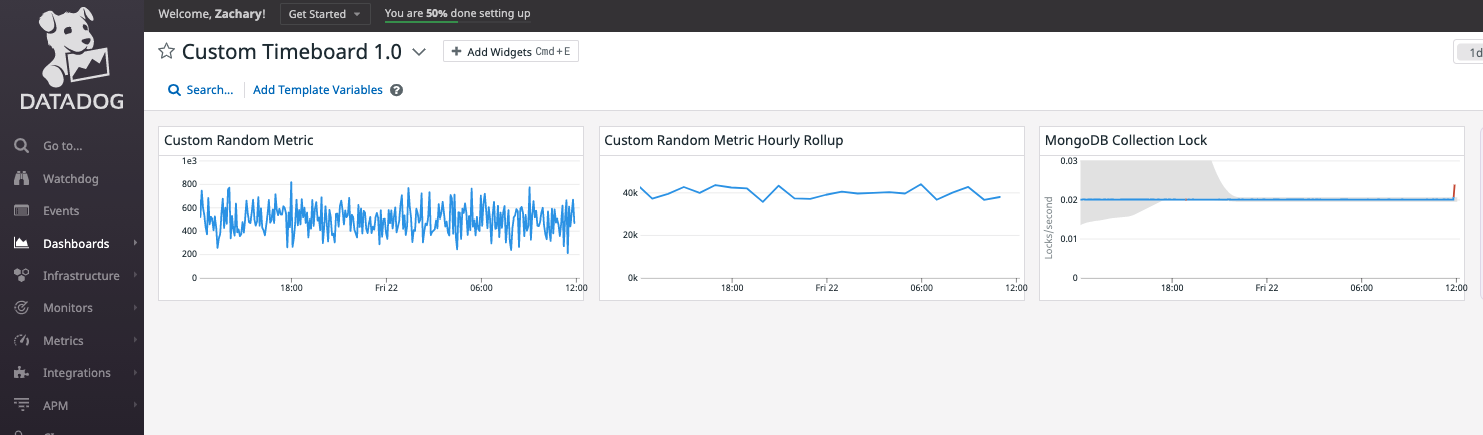 DATADOG
Go to...
Watchdog
Events
Dashboards
Infrastructure
Monitors
Metrics
Integrations
APM
Welcome, Zachary! Get Started You are 50% done setting up
Custom Timeboard 1.0 + Add Widgets Cmd+E 1d
Search... Add Template Variables ?
Custom Random Metric
1e3
800
600
400
200
0
18:00 Fri 22 06:00 12:00
Custom Random Metric Hourly Rollup
40k
20k
0k
18:00 Fri 22 06:00 12:00
MongoDB Collection Lock
Locks/second
0.03
0.02
0.01
0
18:00 Fri 22 06:00 12:00